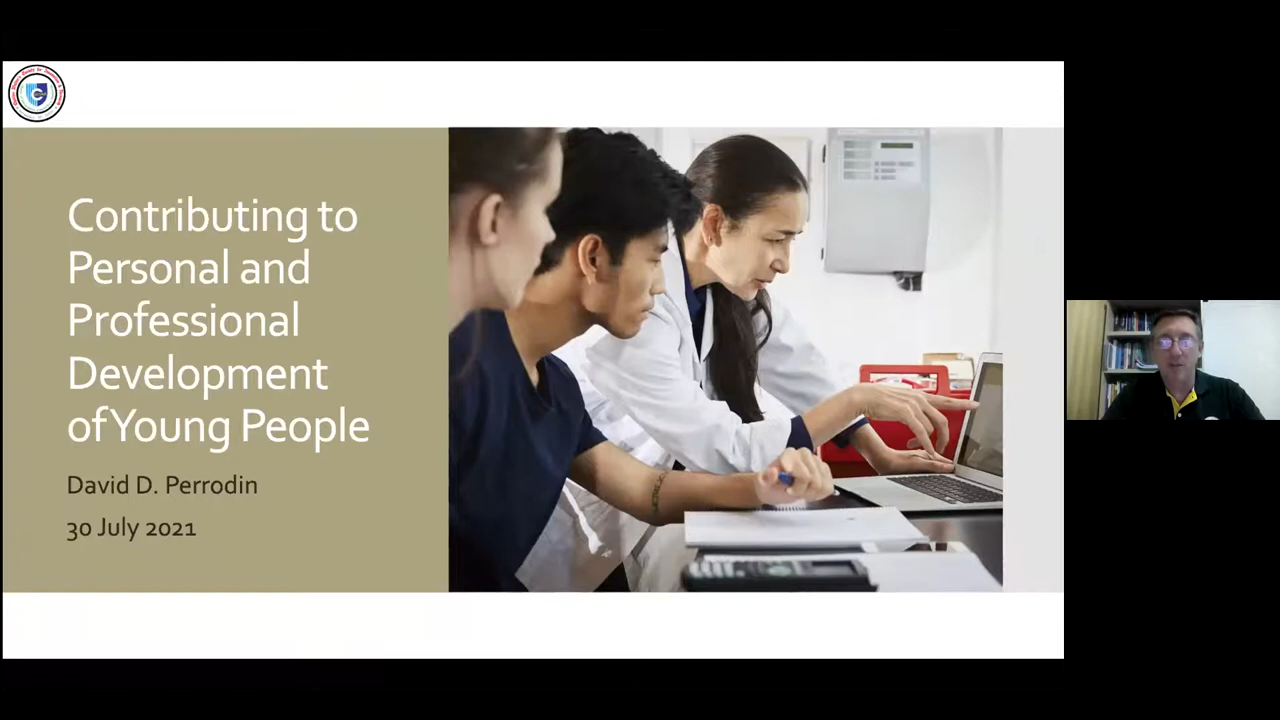 Contributing to
Personal and
Professional
Development
of Young People
David D. Perrodin
30 July 2021